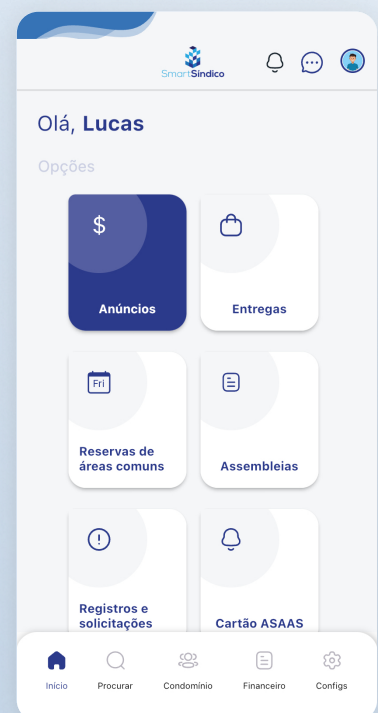 SmartSíndico
Olá, Lucas
Opções
$
Anúncios
Entregas
Fri
Reservas de
áreas comuns
Assembleias
Registros e
solicitações
Cartão ASAAS
Início
Procurar
Condomínio
Financeiro
Configs